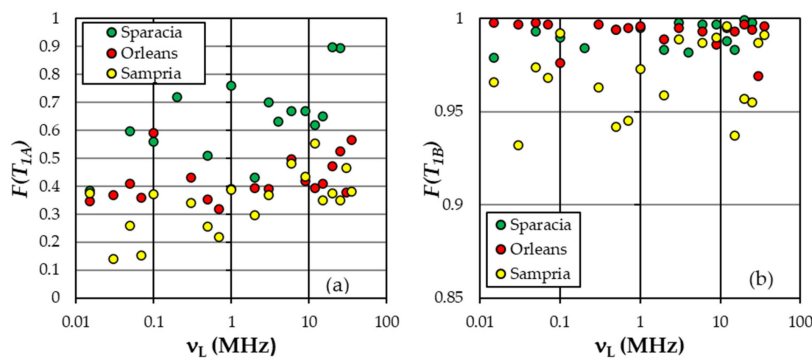 1
0.9
0.8
0.7
0.6
0.5
0.4
0.3
0.2
0.1
0
F(T1A)
Sparacia
Orleans
Sampria
(a)
0.01 0.1 1 10 100
νL (MHz)
1
0.95
0.9
0.85
F(T1B)
Sparacia
Orleans
Sampria
(b)
0.01 0.1 1 10 100
νL (MHz)